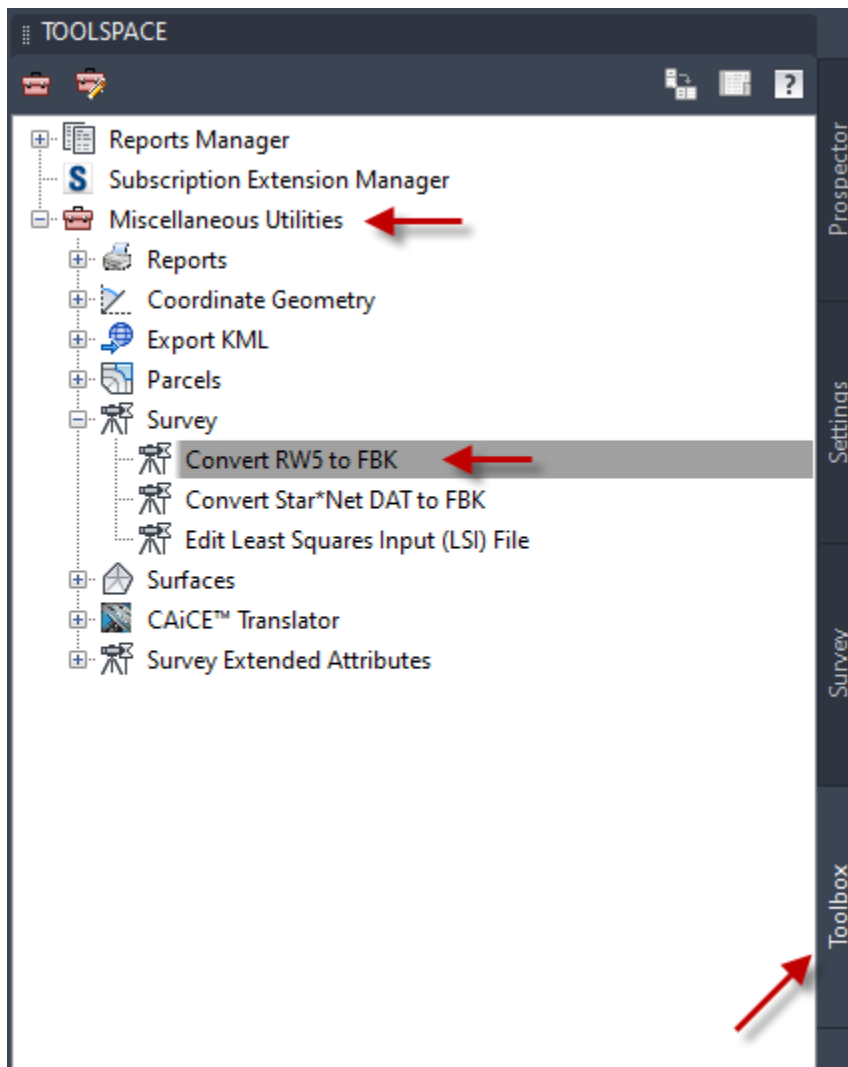 TOOLSPACE
?
Reports Manager
S Subscription Extension Manager
Miscellaneous Utilities
Reports
Coordinate Geometry
Export KML
Parcels
Survey
Convert RW5 to FBK
Convert Star*Net DAT to FBK
Edit Least Squares Input (LSI) File
Surfaces
CAiCE™ Translator
Survey Extended Attributes
Prospector
Settings
Survey
Toolbox